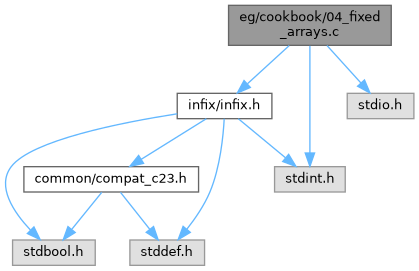 eg/cookbook/04_fixed
_arrays.c
infix/infix.h
stdio.h
common/compat_c23.h
stdint.h
stdbool.h
stddef.h